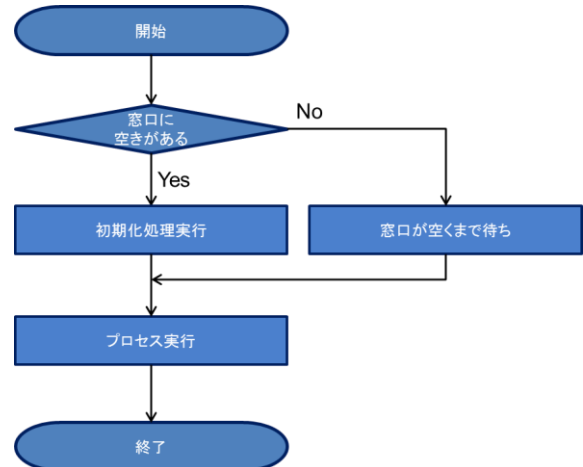 開始
窓口に
空きがある
No
Yes
初期化処理実行
窓口が空くまで待ち
プロセス実行
終了